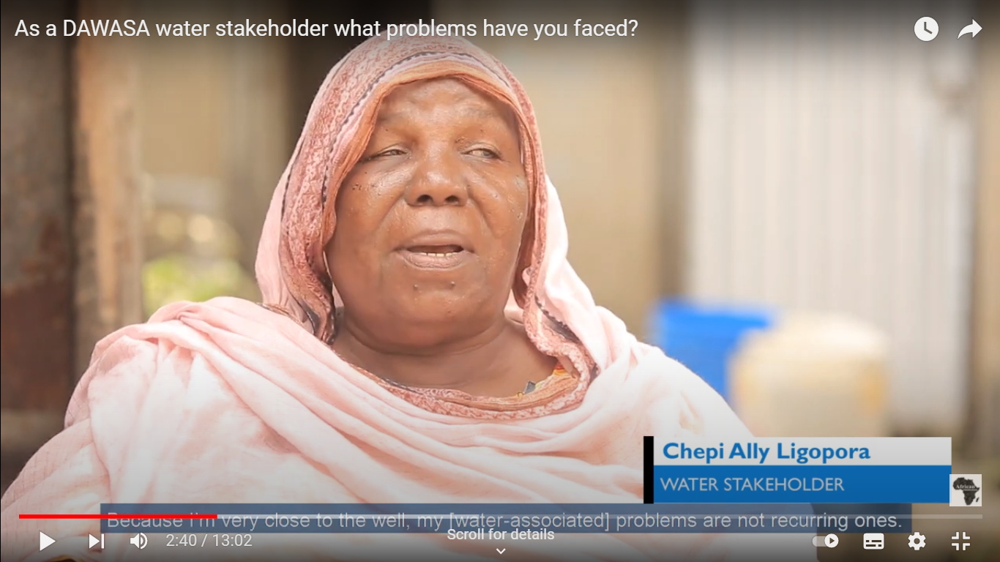 As a DAWASA water stakeholder what problems have you faced?
Chepi Ally Ligopora
WATER STAKEHOLDER
African
Because I'm very close to the well, my [water-associated] problems are not recurring ones.
Scroll for details
2:40 / 13:02